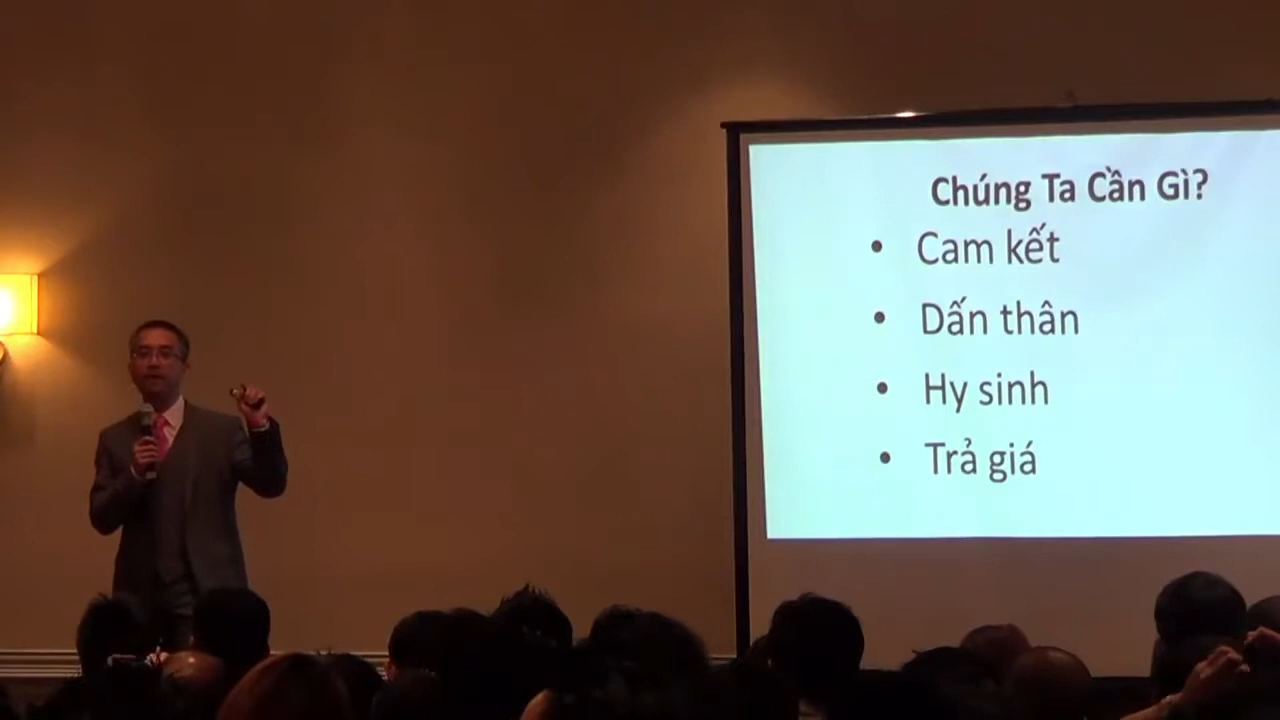 Chúng Ta Cần Gì?
• Cam kết
• Dấn thân
• Hy sinh
• Trả giá